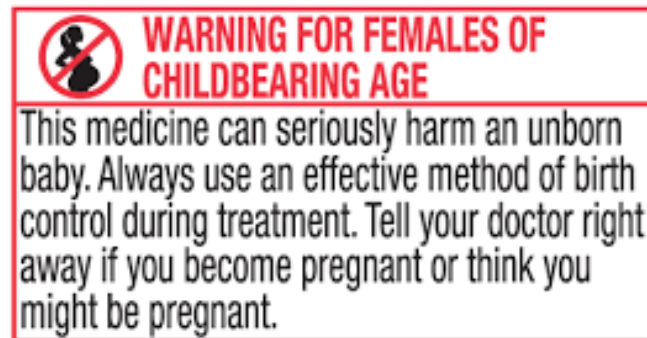 WARNING FOR FEMALES OF
CHILDBEARING AGE
This medicine can seriously harm an unborn
baby. Always use an effective method of birth
control during treatment. Tell your doctor right
away if you become pregnant or think you
might be pregnant.